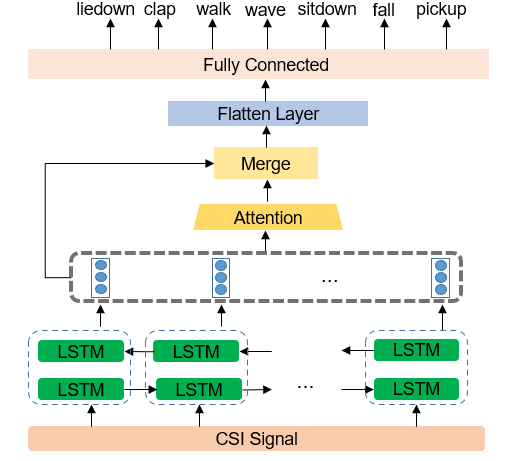 liedown clap walk wave sitdown fall pickup
Fully Connected
Flatten Layer
Merge
Attention
...
LSTM LSTM LSTM
LSTM LSTM ... LSTM
CSI Signal